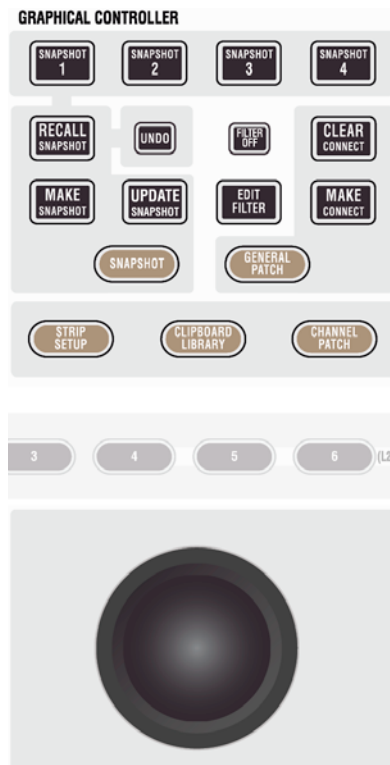 GRAPHICAL CONTROLLER
SNAPSHOT SNAPSHOT SNAPSHOT SNAPSHOT
1 2 3 4
RECALL
SNAPSHOT
UNDO
FILTER
OFF
CLEAR
CONNECT
MAKE
SNAPSHOT
UPDATE
SNAPSHOT
EDIT
FILTER
MAKE
CONNECT
SNAPSHOT
GENERAL
PATCH
STRIP
SETUP
CLIPBOARD
LIBRARY
CHANNEL
PATCH
3 4 5 6 (L2